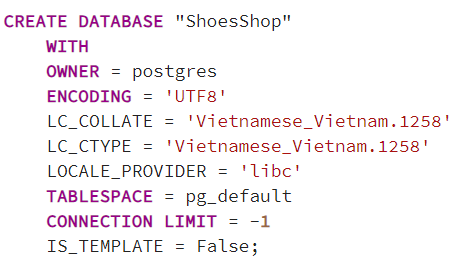 CREATE DATABASE "ShoesShop"
WITH
OWNER = postgres
ENCODING = 'UTF8'
LC_COLLATE = 'Vietnamese_Vietnam.1258'
LC_CTYPE = 'Vietnamese_Vietnam.1258'
LOCALE_PROVIDER = 'libc'
TABLESPACE = pg_default
CONNECTION LIMIT = -1
IS_TEMPLATE = False;